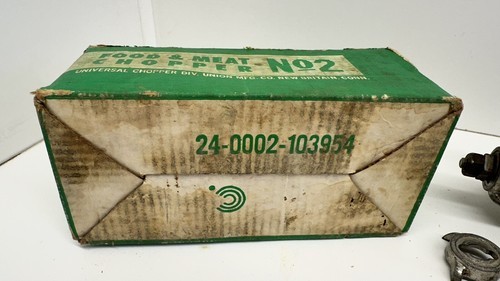 FOOD & MEAT
CHOPPER - No2
UNIVERSAL CHOPPER DIV. UNION MFG. CO. NEW BRITAIN, CONN.
24-0002-103954